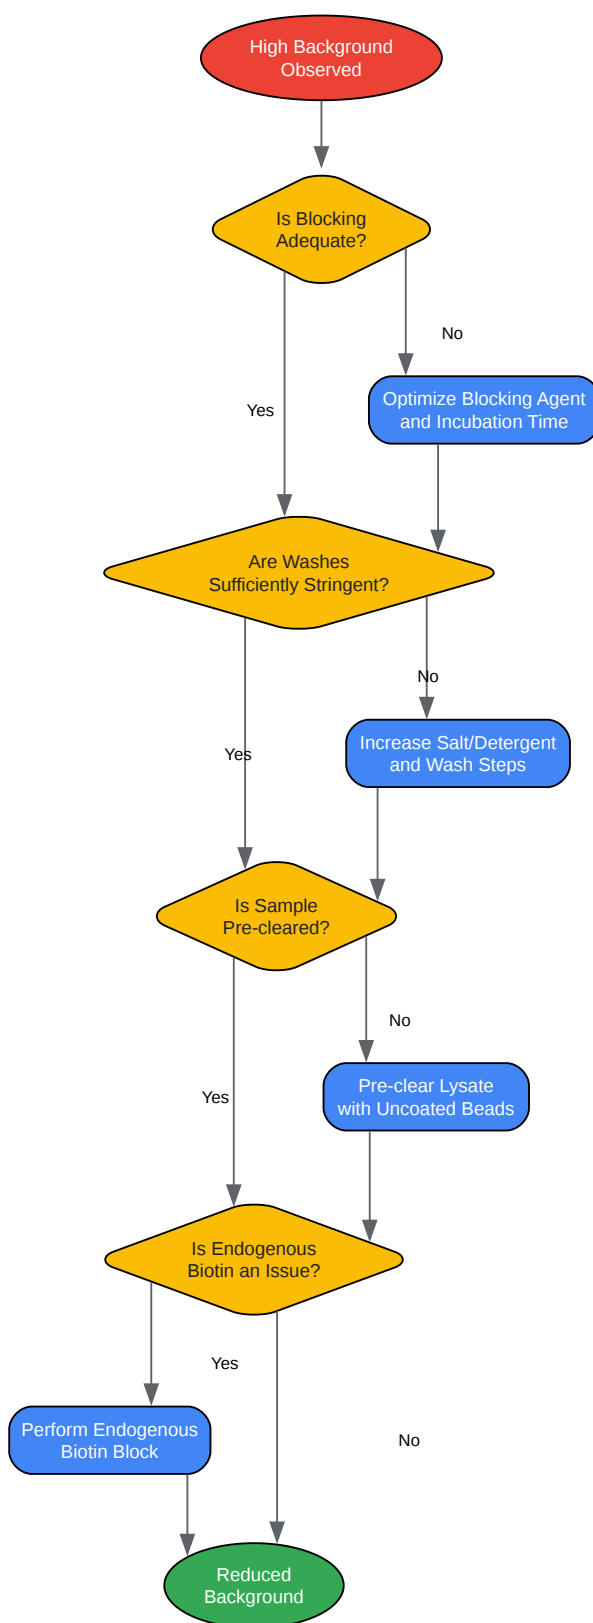 High Background
Observed
Is Blocking
Adequate?
No
Optimize Blocking Agent
and Incubation Time
Yes
Are Washes
Sufficiently Stringent?
No
Increase Salt/Detergent
and Wash Steps
Yes
Is Sample
Pre-cleared?
No
Pre-clear Lysate
with Uncoated Beads
Yes
Is Endogenous
Biotin an Issue?
Yes
Perform Endogenous
Biotin Block
No
Reduced
Background